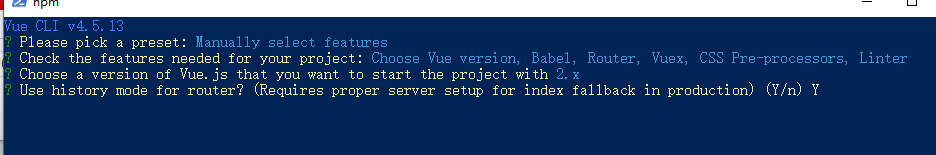 npm
Vue CLI v4.5.13
? Please pick a preset: Manually select features
? Check the features needed for your project: Choose Vue version, Babel, Router, Vuex, CSS Pre-processors, Linter
? Choose a version of Vue.js that you want to start the project with 2.x
? Use history mode for router? (Requires proper server setup for index fallback in production) (Y/n) Y